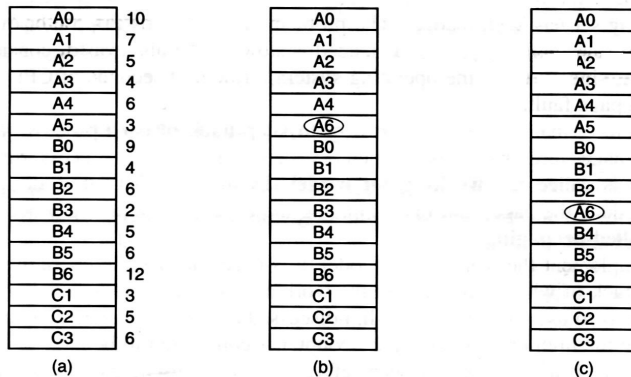 A0 10 A0 A0
A1 7 A1 A1
A2 5 A2 A2
A3 4 A3 A3
A4 6 A4 A4
A5 3 A6 A5
B0 9 B0 B0
B1 4 B1 B1
B2 6 B2 B2
B3 2 B3 A6
B4 5 B4 B4
B5 6 B5 B5
B6 12 B6 B6
C1 3 C1 C1
C2 5 C2 C2
C3 6 C3 C3
(a) (b) (c)